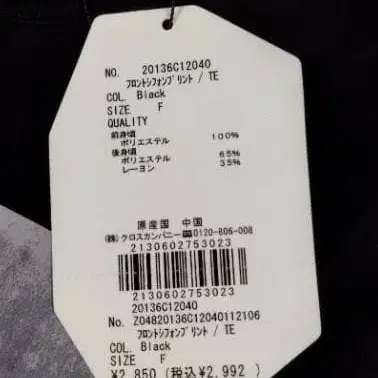 NO. 20136C12040
フロントシフォンプリント / TE
COL. Black
SIZE F
QUALITY
前身頃
ポリエステル 100%
後身頃
ポリエステル 65%
レーヨン 35%
原産国 中国
(株)クロスカンパニー☎0120-806-008
2130602753023
2130602753023
20136C12040
No. Z04820136C12040112106
フロントシフォンプリント / TE
COL. Black
SIZE F
¥2,850(税込¥2,992)